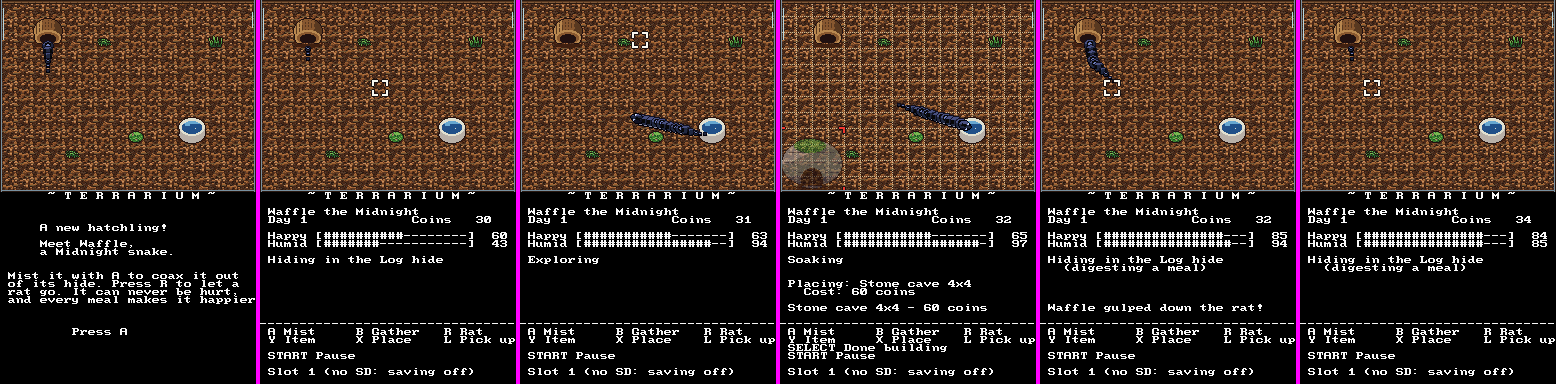 ~ T E R R A R I U M ~
A new hatchling!
Meet Waffle,
a Midnight snake.
Mist it with A to coax it out
of its hide. Press R to let a
rat go. It can never be hurt,
and every meal makes it happier
Press A
~ T E R R A R I U M ~
Waffle the Midnight
Day 1 Coins 30
Happy [##########---------] 60
Humid [#######------------] 43
Hiding in the Log hide
A Mist B Gather R Rat
Y Item X Place L Pick up
START Pause
Slot 1 (no SD: saving off)
~ T E R R A R I U M ~
Waffle the Midnight
Day 1 Coins 31
Happy [###########--------] 63
Humid [################--] 94
Exploring
A Mist B Gather R Rat
Y Item X Place L Pick up
START Pause
Slot 1 (no SD: saving off)
~ T E R R A R I U M ~
Waffle the Midnight
Day 1 Coins 32
Happy [###########-------] 65
Humid [#################-] 97
Soaking
Placing: Stone cave 4x4
Cost: 60 coins
Stone cave 4x4 - 60 coins
A Mist B Gather R Rat
Y Item X Place L Pick up
SELECT Done building
START Pause
Slot 1 (no SD: saving off)
~ T E R R A R I U M ~
Waffle the Midnight
Day 1 Coins 32
Happy [###############---] 85
Humid [################--] 94
Hiding in the Log hide
(digesting a meal)
Waffle gulped down the rat!
A Mist B Gather R Rat
Y Item X Place L Pick up
START Pause
Slot 1 (no SD: saving off)
~ T E R R A R I U M ~
Waffle the Midnight
Day 1 Coins 34
Happy [###############---] 84
Humid [###############---] 85
Hiding in the Log hide
(digesting a meal)
A Mist B Gather R Rat
Y Item X Place L Pick up
START Pause
Slot 1 (no SD: saving off)